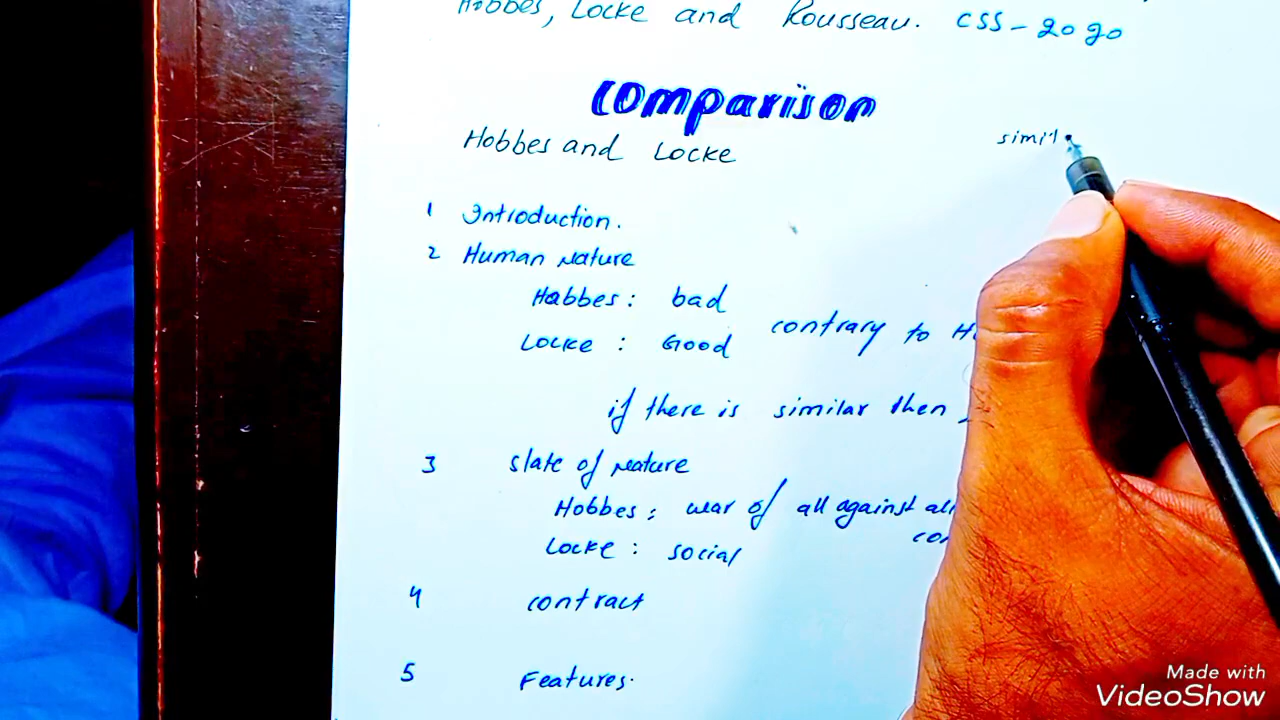 Hobbes, Locke and Rousseau. CSS-2020
comparison
Hobbes and Locke
simil
1 Introduction.
2 Human Nature
Habbes: bad
Locke : Good contrary to H
if there is similar then
3 State of Nature
Hobbes: war of all against all
con
Locke : social
4 contract
5 Features.
Made with
VideoShow